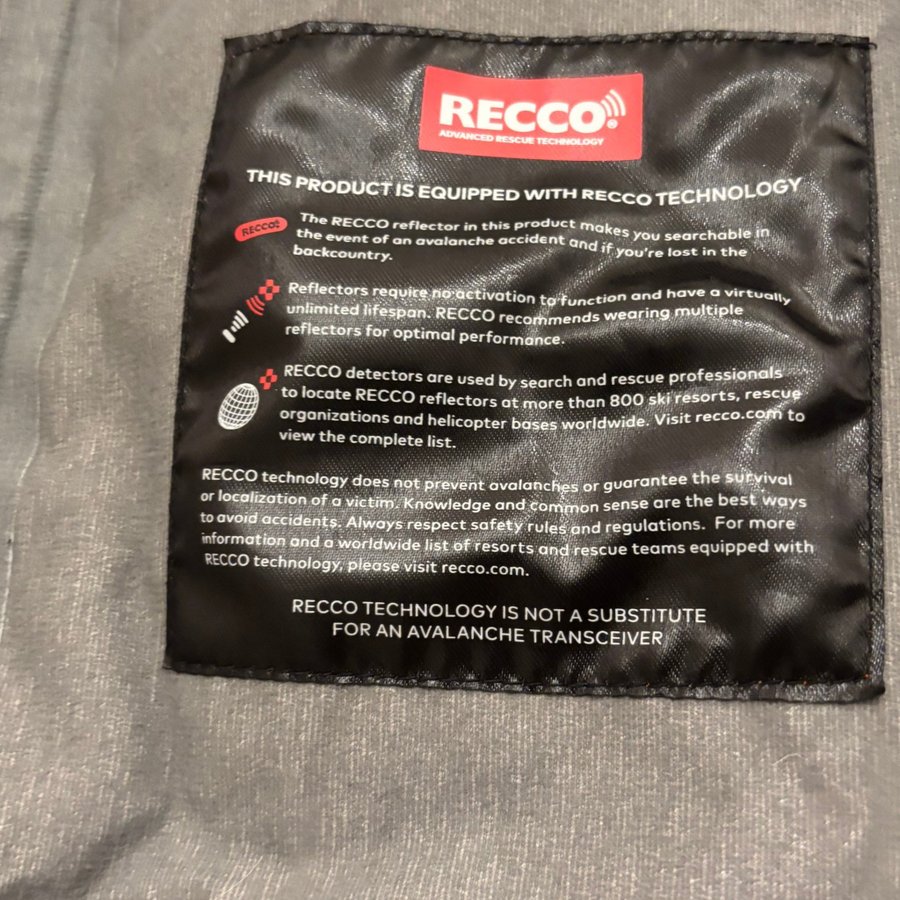 RECCO®
ADVANCED RESCUE TECHNOLOGY
THIS PRODUCT IS EQUIPPED WITH RECCO TECHNOLOGY
RECCO®
The RECCO reflector in this product makes you searchable in
the event of an avalanche accident and if you're lost in the
backcountry.
Reflectors require no activation to function and have a virtually
unlimited lifespan. RECCO recommends wearing multiple
reflectors for optimal performance.
RECCO detectors are used by search and rescue professionals
to locate RECCO reflectors at more than 800 ski resorts, rescue
organizations and helicopter bases worldwide. Visit recco.com to
view the complete list.
RECCO technology does not prevent avalanches or guarantee the survival
or localization of a victim. Knowledge and common sense are the best ways
to avoid accidents. Always respect safety rules and regulations. For more
information and a worldwide list of resorts and rescue teams equipped with
RECCO technology, please visit recco.com.
RECCO TECHNOLOGY IS NOT A SUBSTITUTE
FOR AN AVALANCHE TRANSCEIVER